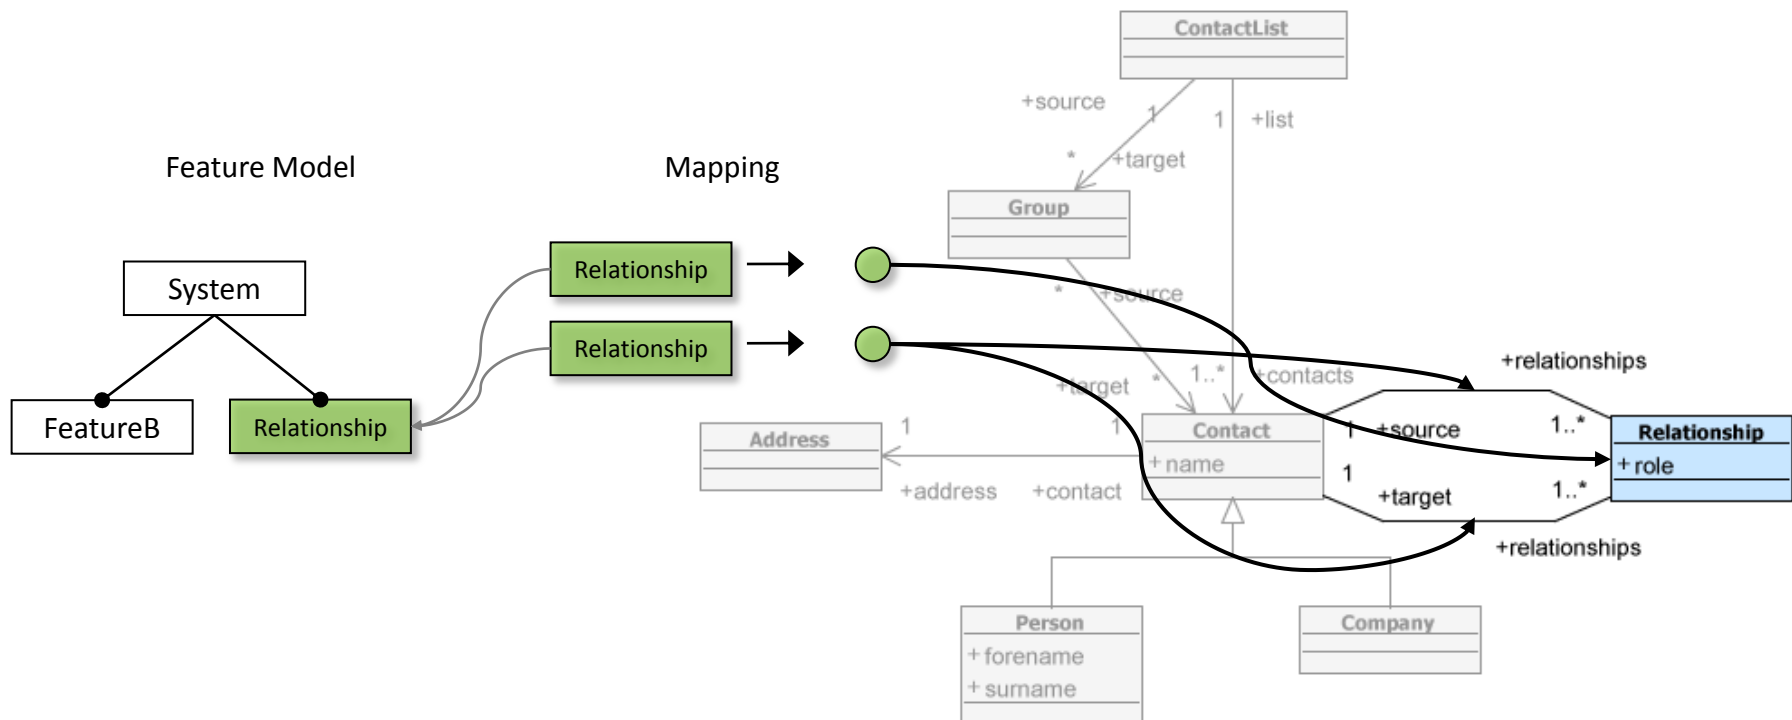 ContactList
+source
1
1
+list
Feature Model
Mapping
*
+target
Group
System
Relationship
*
+source
Relationship
+relationships
+target
*
1..*
+contacts
FeatureB
Relationship
Address
1
1
Contact
+ name
1
+source
1..*
Relationship
+ role
1
+address
+contact
+target
1..*
+relationships
Person
+ forename
+ surname
Company